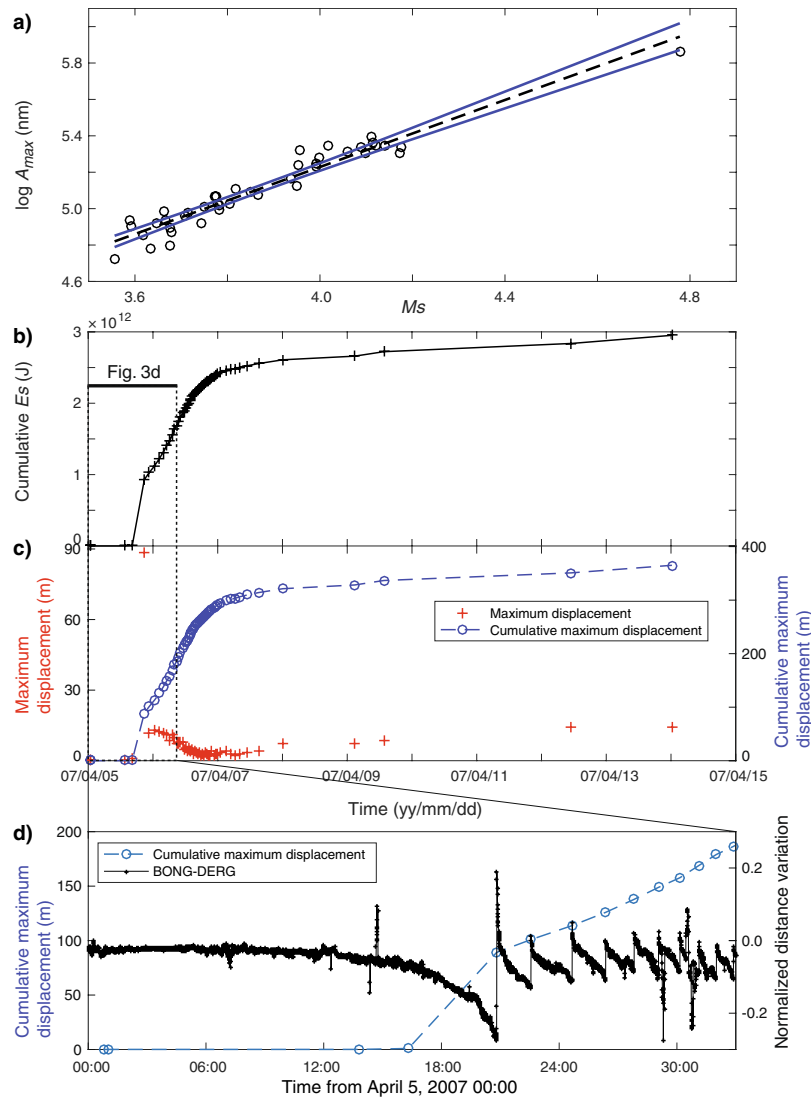 a)
5.8
5.4
5.0
4.6
log Amax (nm)
3.6
4.0
4.4
4.8
Ms
b)
3 × 10^12
2
1
0
Cumulative Es (J)
Fig. 3d
c)
90
60
30
0
Maximum
displacement (m)
Maximum displacement
Cumulative maximum displacement
400
200
0
Cumulative maximum
displacement (m)
07/04/05
07/04/07
07/04/09
07/04/11
07/04/13
07/04/15
Time (yy/mm/dd)
d)
200
150
100
50
0
Cumulative maximum
displacement (m)
Cumulative maximum displacement
BONG-DERG
0.2
0.0
-0.2
Normalized distance variation
00:00
06:00
12:00
18:00
24:00
30:00
Time from April 5, 2007 00:00